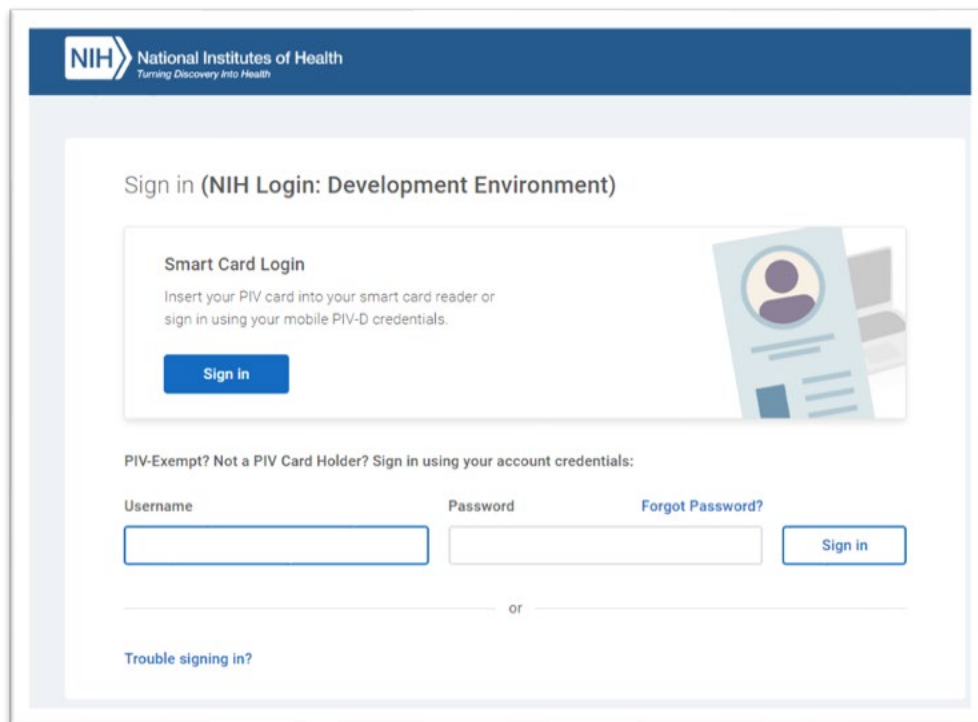 NIH National Institutes of Health
Turning Discovery Into Health
Sign in (NIH Login: Development Environment)
Smart Card Login
Insert your PIV card into your smart card reader or
sign in using your mobile PIV-D credentials.
Sign in
PIV-Exempt? Not a PIV Card Holder? Sign in using your account credentials:
Username Password Forgot Password?
Sign in
or
Trouble signing in?